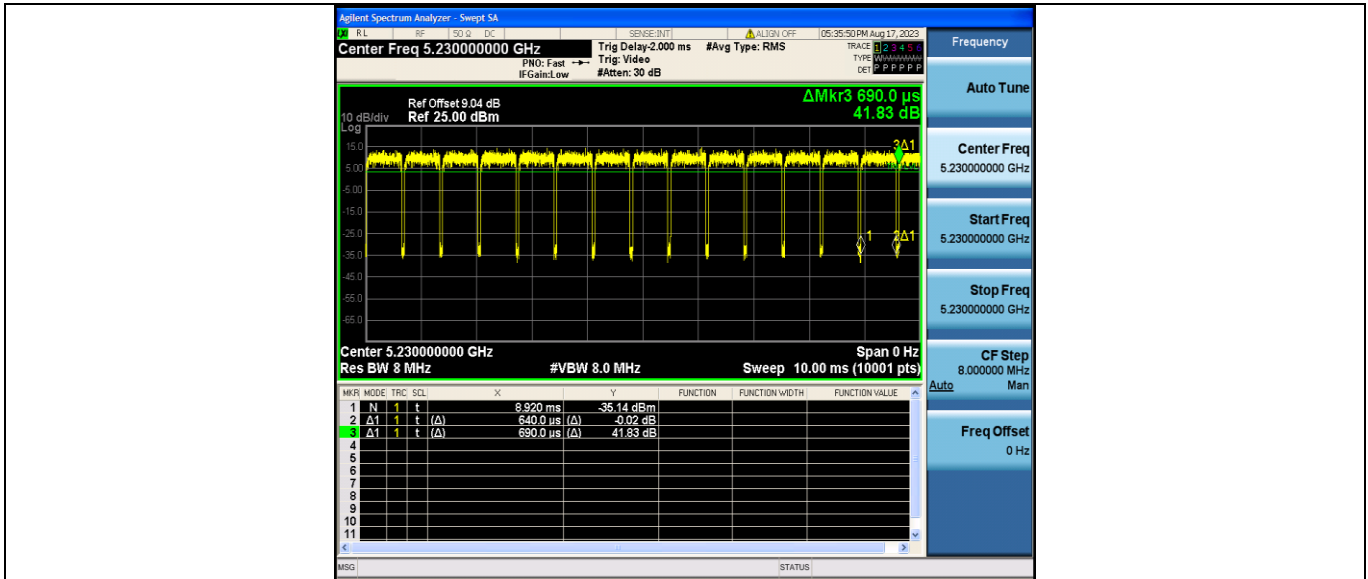 Agilent Spectrum Analyzer - Swept SA
LXI RL RF 50 Ω DC SENSE:INT ALIGN OFF 05:35:50 PM Aug 17, 2023
Center Freq 5.230000000 GHz
Trig Delay-2.000 ms #Avg Type: RMS TRACE 1 2 3 4 5 6
PNO: Fast Trig: Video TYPE
IFGain:Low #Atten: 30 dB DET P P P P P P
ΔMkr3 690.0 µs
41.83 dB
Ref Offset 9.04 dB
10 dB/div Ref 25.00 dBm
Log
15.0
5.00
-5.00
-15.0
-25.0
-35.0
-45.0
-55.0
-65.0
3Δ1
1 2Δ1
Center 5.230000000 GHz Span 0 Hz
Res BW 8 MHz #VBW 8.0 MHz Sweep 10.00 ms (10001 pts)
MKR MODE TRC SCL X Y FUNCTION FUNCTION WIDTH FUNCTION VALUE
1 N 1 t 8.920 ms -35.14 dBm
2 Δ1 1 t (Δ) 640.0 µs (Δ) -0.02 dB
3 Δ1 1 t (Δ) 690.0 µs (Δ) 41.83 dB
4
5
6
7
8
9
10
11
MSG STATUS
Frequency
Auto Tune
Center Freq
5.230000000 GHz
Start Freq
5.230000000 GHz
Stop Freq
5.230000000 GHz
CF Step
8.000000 MHz
Auto Man
Freq Offset
0 Hz